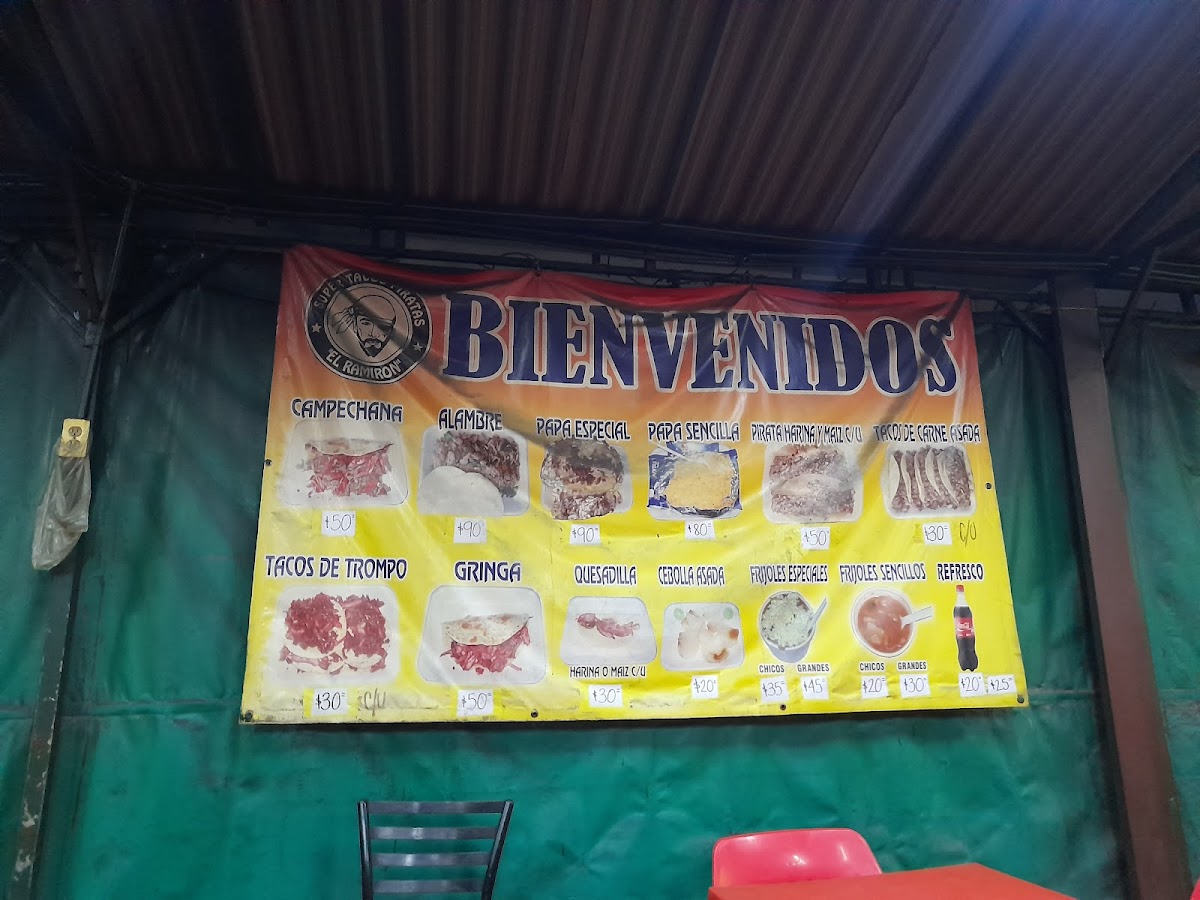 SUPER TACOS PIRATAS
"EL RAMIRON"
BIENVENIDOS
CAMPECHANA
ALAMBRE
PAPA ESPECIAL
PAPA SENCILLA
PIRATA HARINA Y MAIZ C/U
TACOS DE CARNE ASADA
$50
$90
$90
$80
$50
$30 C/U
TACOS DE TROMPO
GRINGA
QUESADILLA
CEBOLLA ASADA
FRIJOLES ESPECIALES
FRIJOLES SENCILLOS
REFRESCO
HARINA O MAIZ C/U
CHICOS GRANDES
CHICOS GRANDES
$30 C/U
$50
$30
$20
$35 $45
$20 $30
$20 $25